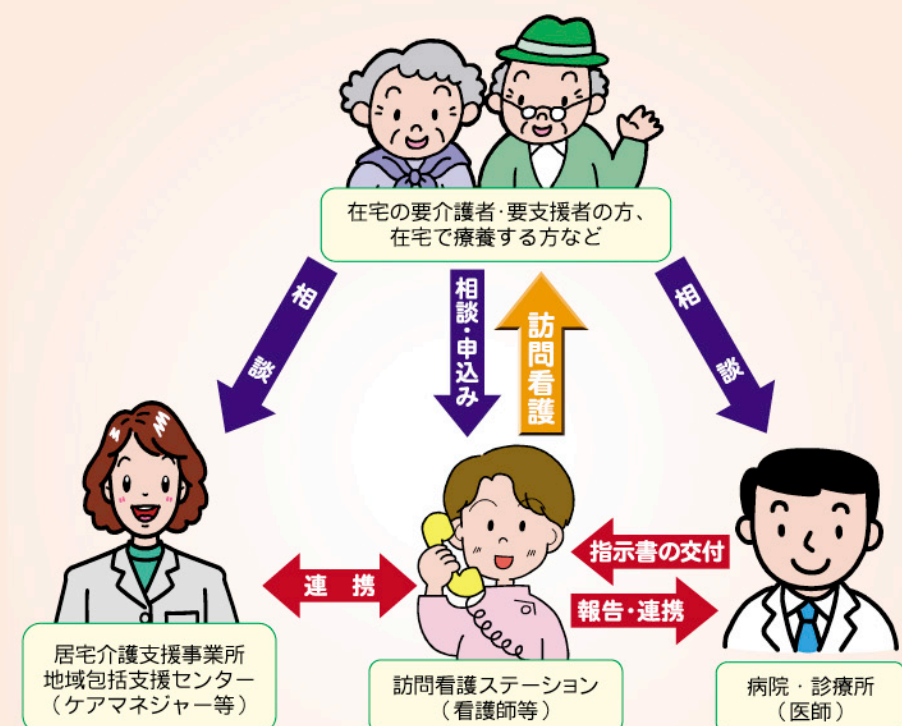 在宅の要介護者・要支援者の方、
在宅で療養する方など
相談
相談・申込み
訪問看護
相談
連携
指示書の交付
報告・連携
居宅介護支援事業所
地域包括支援センター
（ケアマネジャー等）
訪問看護ステーション
（看護師等）
病院・診療所
（医師）